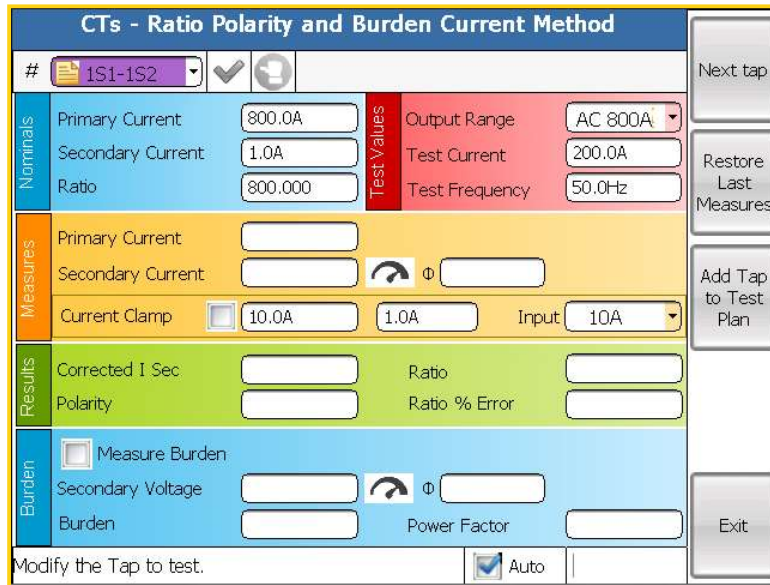 CTs - Ratio Polarity and Burden Current Method
# 1S1-1S2
Next tap
Nominals
Primary Current 800.0A
Secondary Current 1.0A
Ratio 800.000
Test Values
Output Range AC 800A
Test Current 200.0A
Test Frequency 50.0Hz
Restore
Last
Measures
Measures
Primary Current
Secondary Current Φ
Current Clamp 10.0A 1.0A Input 10A
Add Tap
to Test
Plan
Results
Corrected I Sec Ratio
Polarity Ratio % Error
Burden
Measure Burden
Secondary Voltage Φ
Burden Power Factor
Exit
Modify the Tap to test. Auto